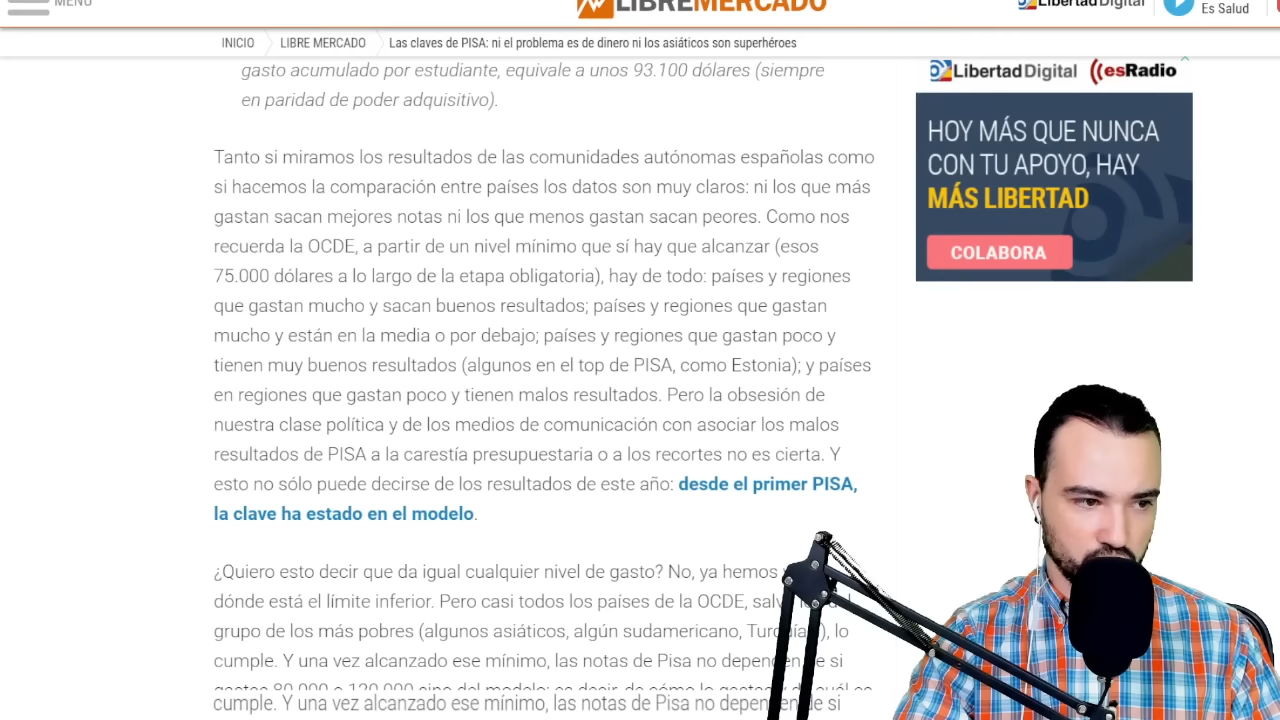 MENÚ
LIBREMERCADO
Libertad Digital
Es Salud
INICIO
LIBRE MERCADO
Las claves de PISA: ni el problema es de dinero ni los asiáticos son superhéroes
gasto acumulado por estudiante, equivale a unos 93.100 dólares (siempre
en paridad de poder adquisitivo).
Tanto si miramos los resultados de las comunidades autónomas españolas como
si hacemos la comparación entre países los datos son muy claros: ni los que más
gastan sacan mejores notas ni los que menos gastan sacan peores. Como nos
recuerda la OCDE, a partir de un nivel mínimo que sí hay que alcanzar (esos
75.000 dólares a lo largo de la etapa obligatoria), hay de todo: países y regiones
que gastan mucho y sacan buenos resultados; países y regiones que gastan
mucho y están en la media o por debajo; países y regiones que gastan poco y
tienen muy buenos resultados (algunos en el top de PISA, como Estonia); y países
en regiones que gastan poco y tienen malos resultados. Pero la obsesión de
nuestra clase política y de los medios de comunicación con asociar los malos
resultados de PISA a la carestía presupuestaria o a los recortes no es cierta. Y
esto no sólo puede decirse de los resultados de este año: desde el primer PISA,
la clave ha estado en el modelo.
¿Quiero esto decir que da igual cualquier nivel de gasto? No, ya hemos
dónde está el límite inferior. Pero casi todos los países de la OCDE,
grupo de los más pobres (algunos asiáticos, algún sudamericano, Turquía), lo
cumple. Y una vez alcanzado ese mínimo, las notas de Pisa no dependen de si
cumple. Y una vez alcanzado ese mínimo, las notas de Pisa no dependen de si
Libertad Digital esRadio
HOY MÁS QUE NUNCA
CON TU APOYO, HAY
MÁS LIBERTAD
COLABORA